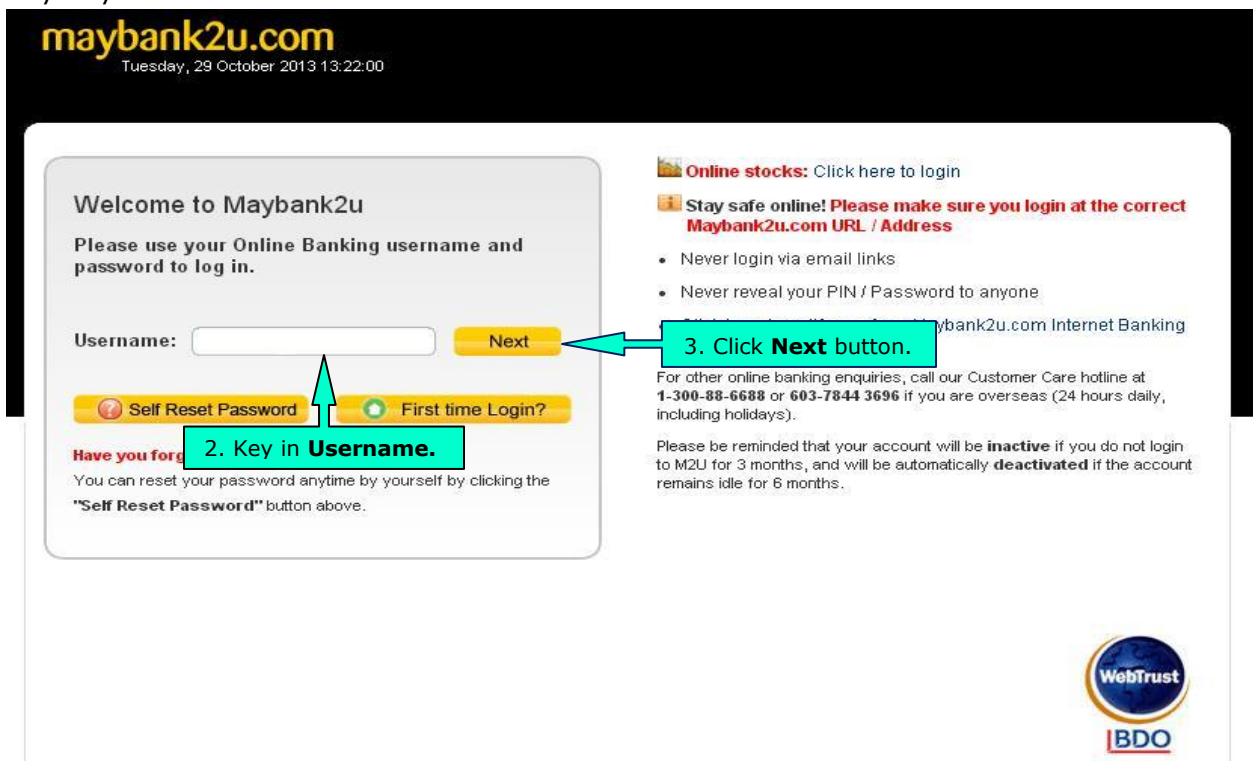 maybank2u.com
Tuesday, 29 October 2013 13:22:00
Welcome to Maybank2u
Please use your Online Banking username and
password to log in.
Username:
Next
Self Reset Password
First time Login?
2. Key in Username.
Have you forg
You can reset your password anytime by yourself by clicking the
"Self Reset Password" button above.
Online stocks: Click here to login
Stay safe online! Please make sure you login at the correct
Maybank2u.com URL / Address
• Never login via email links
• Never reveal your PIN / Password to anyone
ybank2u.com Internet Banking
3. Click Next button.
For other online banking enquiries, call our Customer Care hotline at
1-300-88-6688 or 603-7844 3696 if you are overseas (24 hours daily,
including holidays).
Please be reminded that your account will be inactive if you do not login
to M2U for 3 months, and will be automatically deactivated if the account
remains idle for 6 months.
WebTrust
BDO